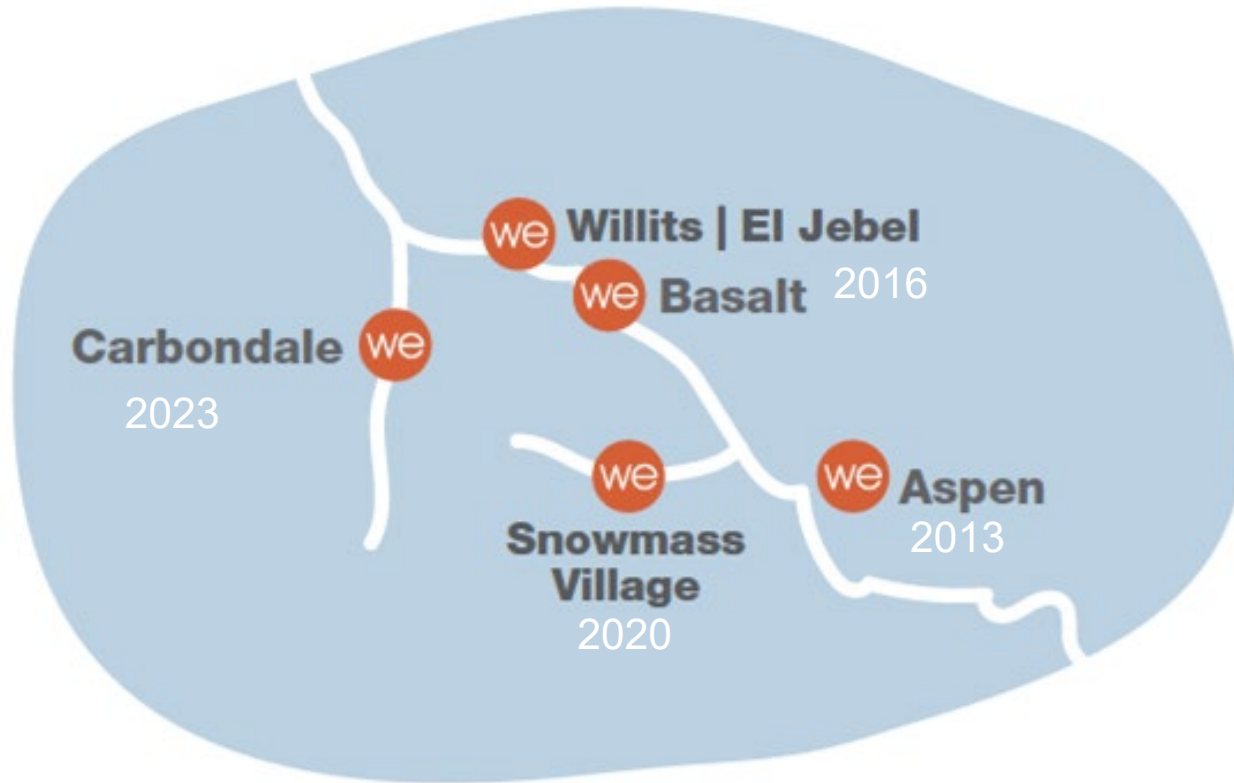 we Willits | El Jebel
we Basalt 2016
Carbondale we
2023
we
Snowmass
Village
2020
we Aspen
2013